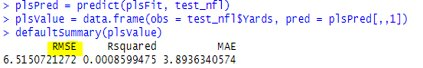 > plsPred = predict(plsFit, test_nfl)
> plsValue = data.frame(obs = test_nfl$Yards, pred = plsPred[,,1])
> defaultSummary(plsValue)
RMSE Rsquared MAE
6.5150721272 0.0008599475 3.8936340574